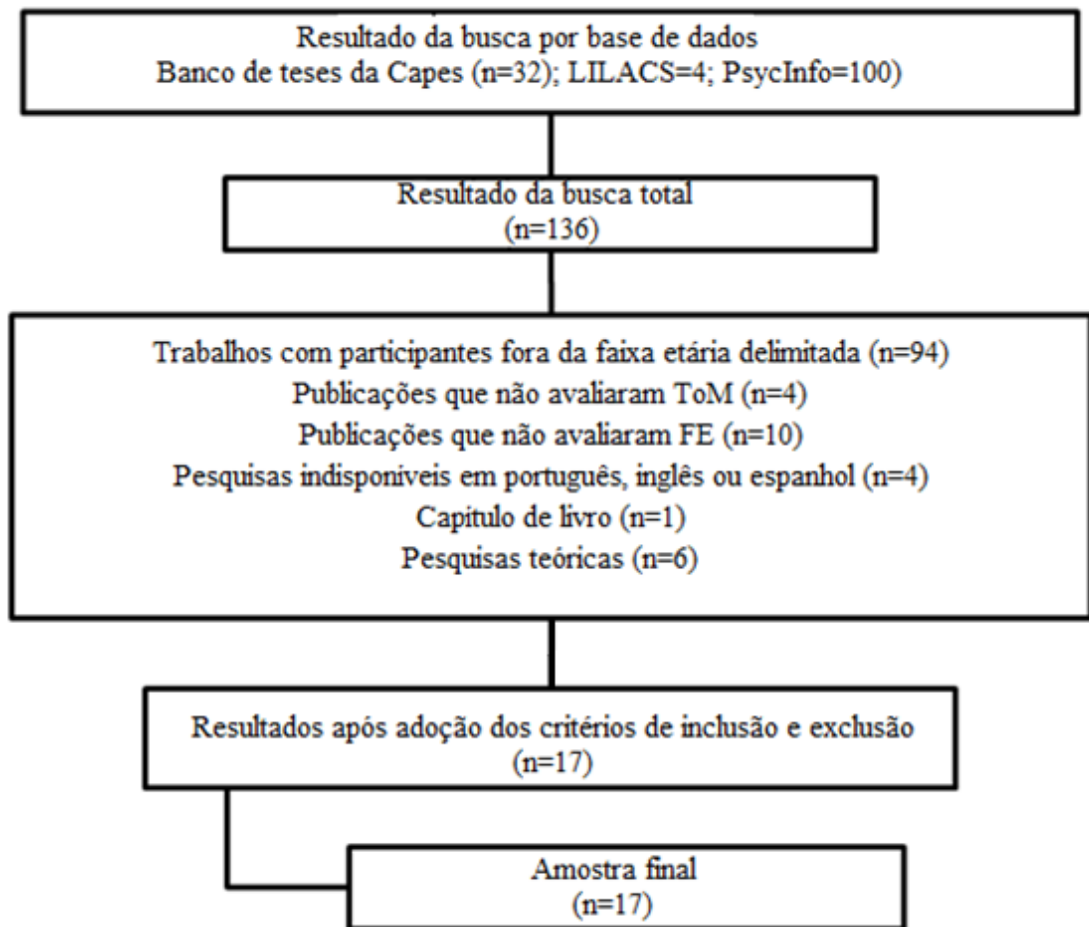 Resultado da busca por base de dados
Banco de teses da Capes (n=32); LILACS=4; PsycInfo=100)
Resultado da busca total
(n=136)
Trabalhos com participantes fora da faixa etária delimitada (n=94)
Publicações que não avaliaram ToM (n=4)
Publicações que não avaliaram FE (n=10)
Pesquisas indisponíveis em português, inglês ou espanhol (n=4)
Capítulo de livro (n=1)
Pesquisas teóricas (n=6)
Resultados após adoção dos critérios de inclusão e exclusão
(n=17)
Amostra final
(n=17)